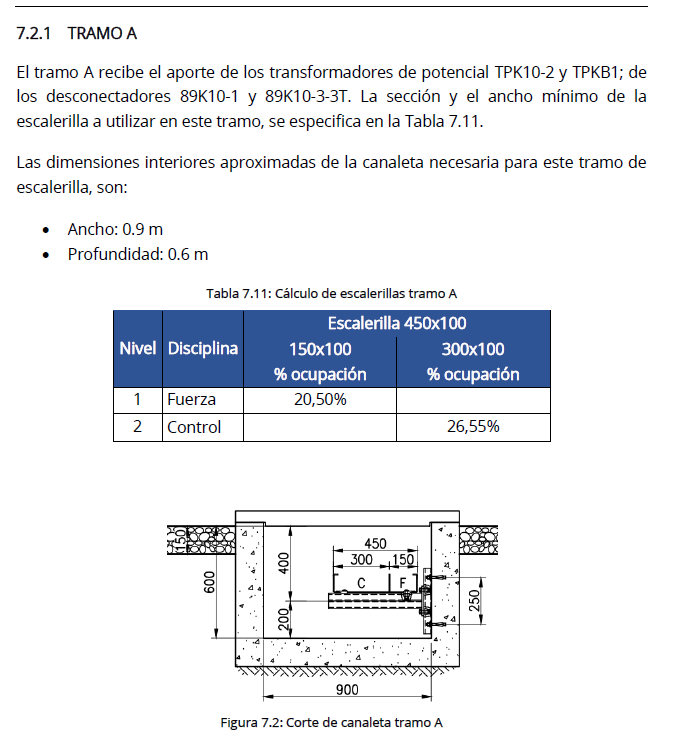 7.2.1 TRAMO A
El tramo A recibe el aporte de los transformadores de potencial TPK10-2 y TPKB1; de
los desconectadores 89K10-1 y 89K10-3-3T. La sección y el ancho mínimo de la
escalerilla a utilizar en este tramo, se especifica en la Tabla 7.11.
Las dimensiones interiores aproximadas de la canaleta necesaria para este tramo de
escalerilla, son:
• Ancho: 0.9 m
• Profundidad: 0.6 m
Tabla 7.11: Cálculo de escalerillas tramo A
Escalerilla 450x100
Nivel Disciplina 150x100 300x100
% ocupación % ocupación
1 Fuerza 20,50%
2 Control 26,55%
450
300 150
C F
150
400
600
200
250
900
Figura 7.2: Corte de canaleta tramo A